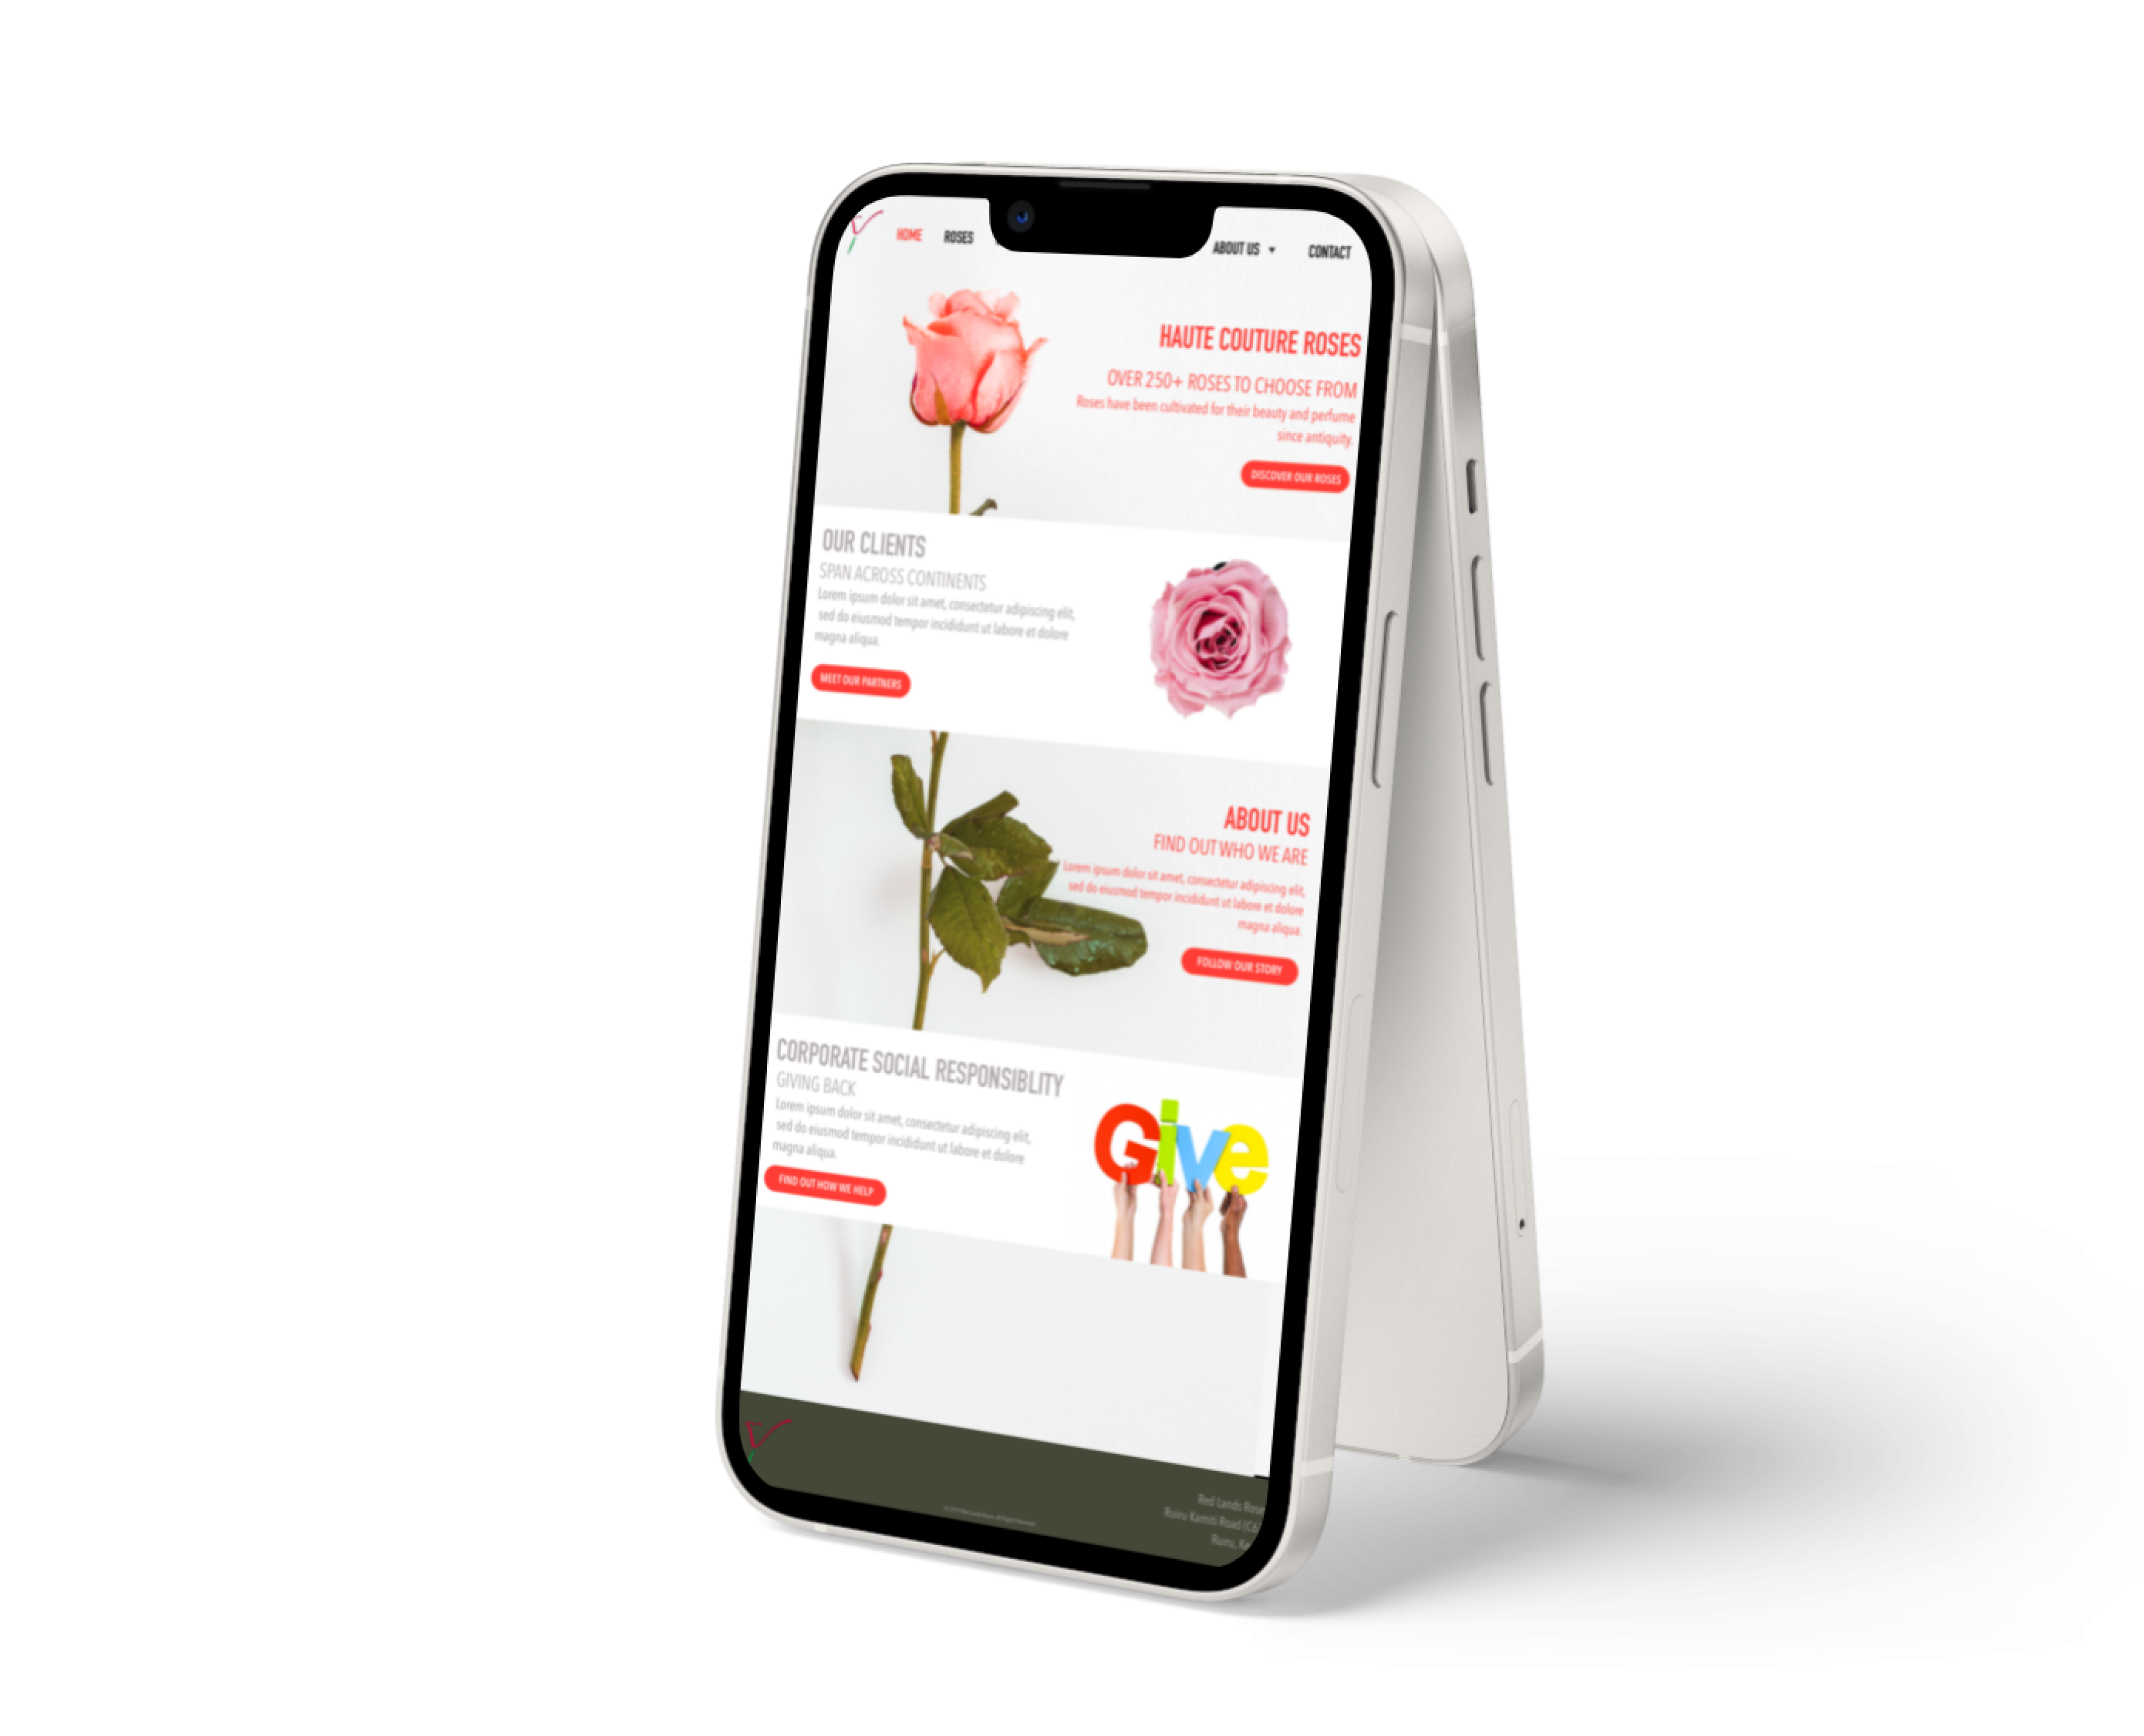 HOME ROSES ABOUT US CONTACT
HAUTE COUTURE ROSES
OVER 250+ ROSES TO CHOOSE FROM
Roses have been cultivated for their beauty and perfume
since antiquity.
DISCOVER OUR ROSES
OUR CLIENTS
SPAN ACROSS CONTINENTS
Lorem ipsum dolor sit amet, consectetur adipiscing elit,
sed do eiusmod tempor incididunt ut labore et dolore
magna aliqua.
MEET OUR PARTNERS
ABOUT US
FIND OUT WHO WE ARE
Lorem ipsum dolor sit amet, consectetur adipiscing elit,
sed do eiusmod tempor incididunt ut labore et dolore
magna aliqua.
FOLLOW OUR STORY
CORPORATE SOCIAL RESPONSIBLITY
GIVING BACK
Lorem ipsum dolor sit amet, consectetur adipiscing elit,
sed do eiusmod tempor incididunt ut labore et dolore
magna aliqua.
FIND OUT HOW WE HELP
Give
Red Lands Rose
Ruiru Kamiti Road (C6
Ruiru,